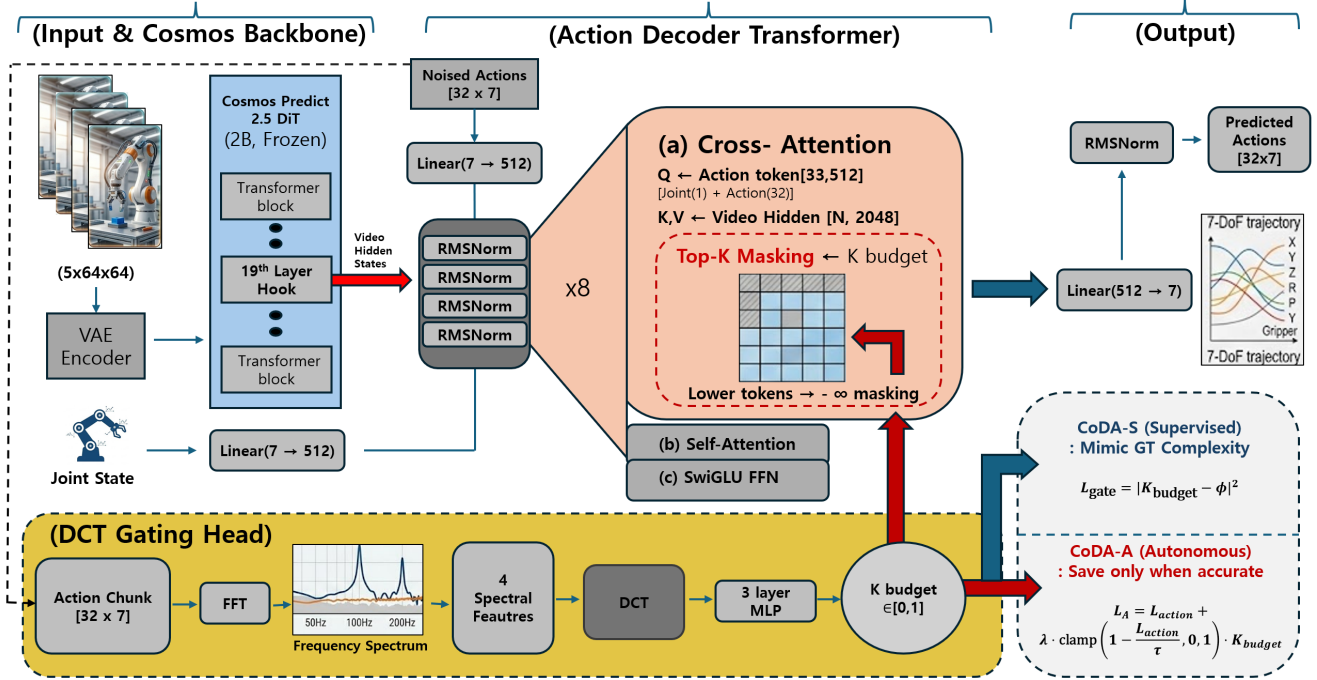 (Input & Cosmos Backbone)
(Action Decoder Transformer)
(Output)
Cosmos Predict
2.5 DiT
(2B, Frozen)
Transformer
block
19th Layer
Hook
Transformer
block
(5x64x64)
VAE
Encoder
Joint State
Linear(7 → 512)
Video
Hidden
States
Noised Actions
[32 x 7]
Linear(7 → 512)
RMSNorm
RMSNorm
RMSNorm
RMSNorm
x8
(a) Cross- Attention
Q ← Action token[33,512]
[Joint(1) + Action(32)]
K,V ← Video Hidden [N, 2048]
Top-K Masking ← K budget
Lower tokens → - ∞ masking
(b) Self-Attention
(c) SwiGLU FFN
RMSNorm
Predicted
Actions
[32x7]
Linear(512 → 7)
7-DoF trajectory
X
Y
Z
R
P
Y
Gripper
7-DoF trajectory
(DCT Gating Head)
Action Chunk
[32 x 7]
FFT
50Hz 100Hz 200Hz
Frequency Spectrum
4
Spectral
Feautres
DCT
3 layer
MLP
K budget
∈[0,1]
CoDA-S (Supervised)
: Mimic GT Complexity
L_gate = |K_budget − ϕ|²
CoDA-A (Autonomous)
: Save only when accurate
L_A = L_action +
λ · clamp(1 − L_action/τ, 0, 1) · K_budget